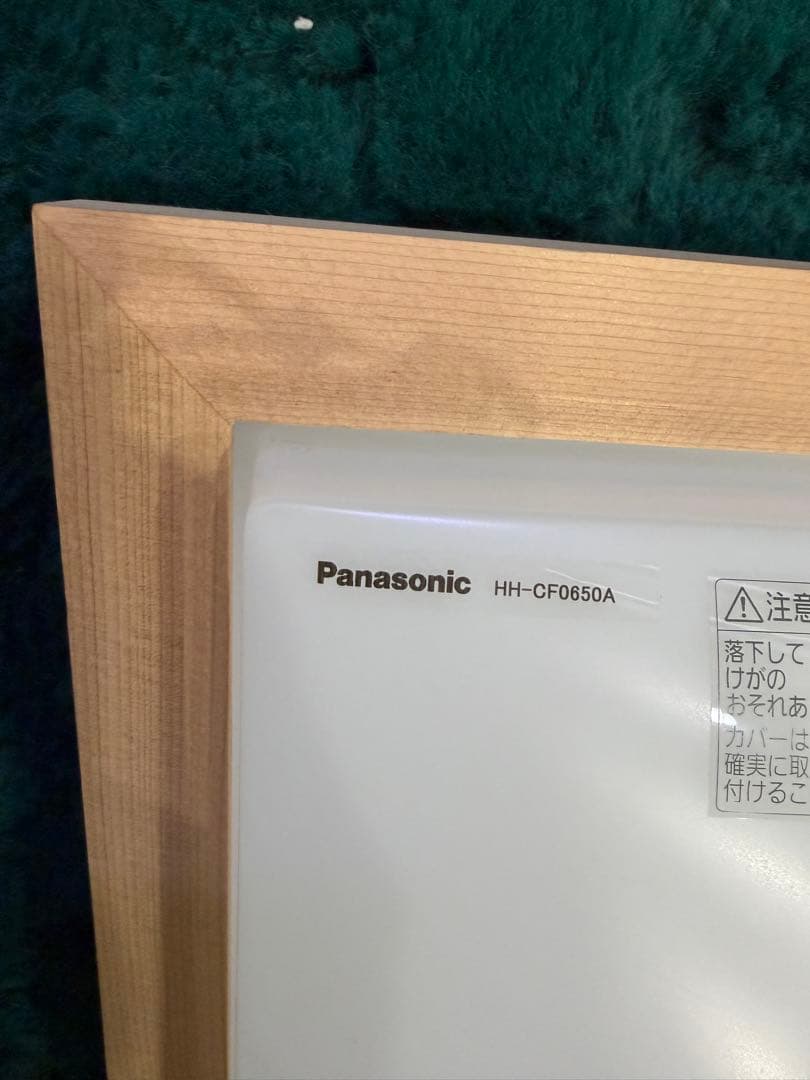 Panasonic HH-CF0650A
注意
落下して
けがの
おそれあ
カバーは
確実に取
付けるこ